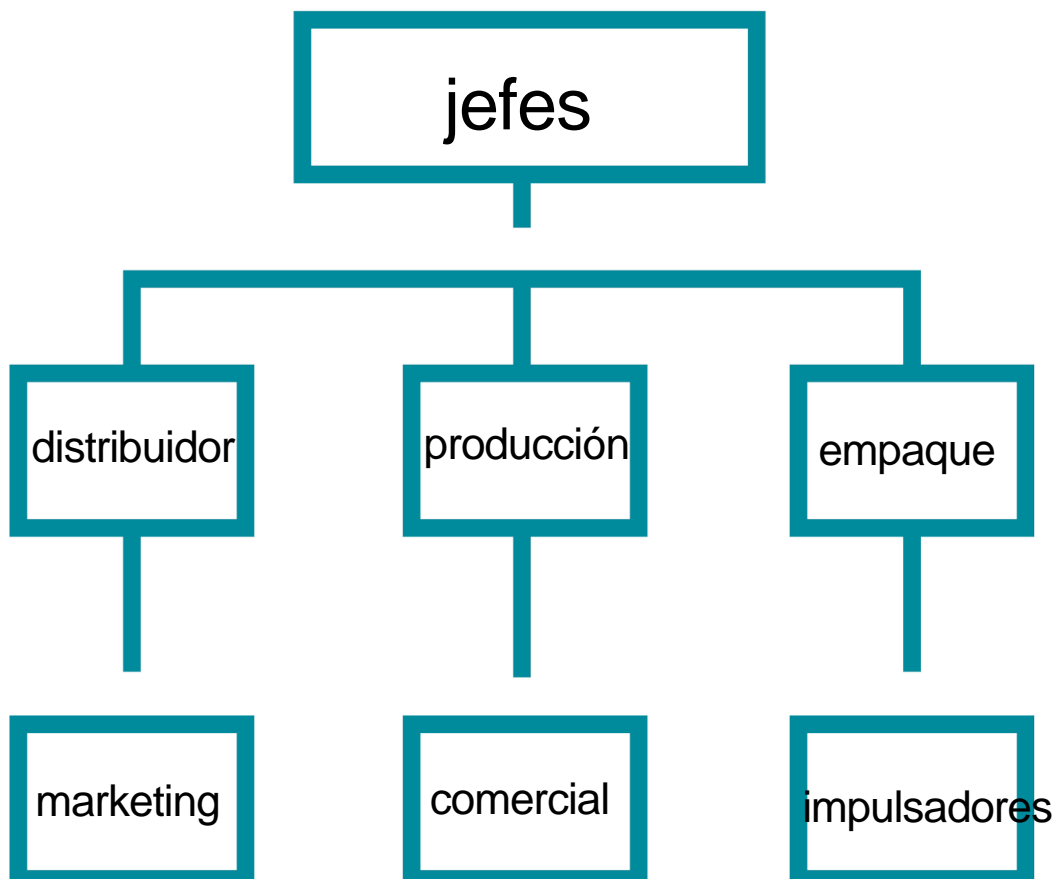 jefes
distribuidor
producción
empaque
marketing
comercial
impulsadores